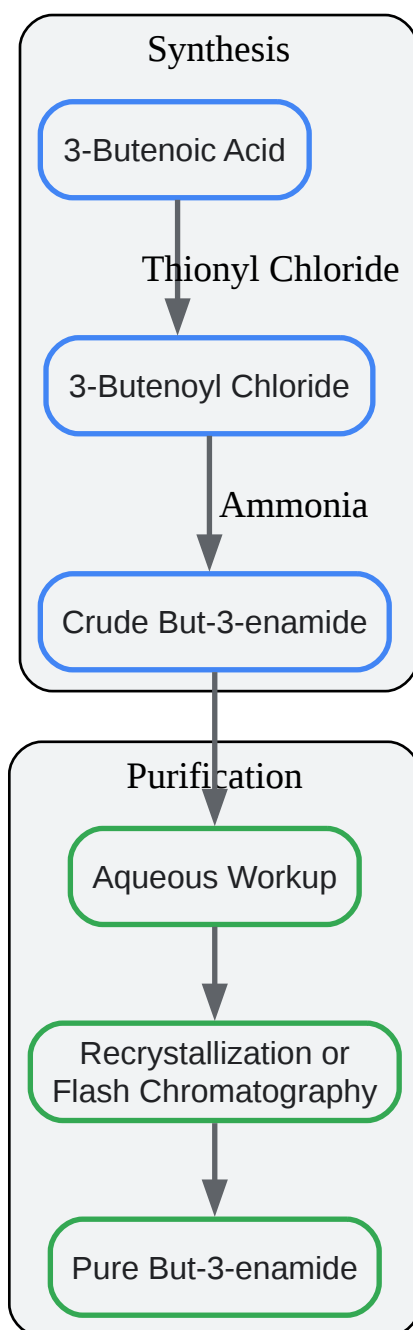 Synthesis
3-Butenoic Acid
Thionyl Chloride
3-Butenoyl Chloride
Ammonia
Crude But-3-enamide
Purification
Aqueous Workup
Recrystallization or
Flash Chromatography
Pure But-3-enamide